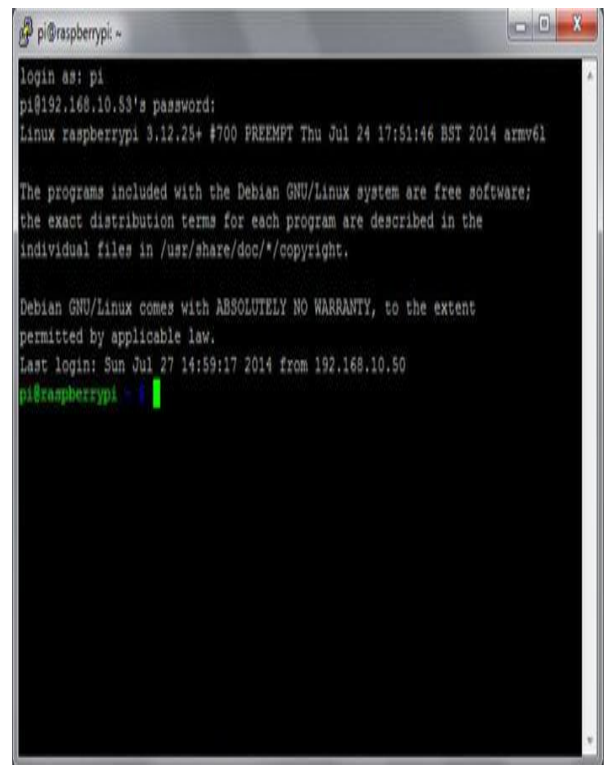 pi@raspberrypi: ~
login as: pi
pi@192.168.10.53's password:
Linux raspberrypi 3.12.25+ #700 PREEMPT Thu Jul 24 17:51:46 BST 2014 armv6l
The programs included with the Debian GNU/Linux system are free software;
the exact distribution terms for each program are described in the
individual files in /usr/share/doc/*/copyright.
Debian GNU/Linux comes with ABSOLUTELY NO WARRANTY, to the extent
permitted by applicable law.
Last login: Sun Jul 27 14:59:17 2014 from 192.168.10.50
pi@raspberrypi ~ $